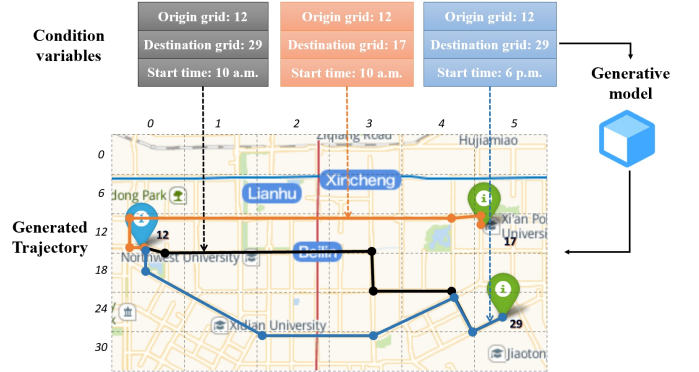 Condition variables
Origin grid: 12
Destination grid: 29
Start time: 10 a.m.
Origin grid: 12
Destination grid: 17
Start time: 10 a.m.
Origin grid: 12
Destination grid: 29
Start time: 6 p.m.
Generative model
0 1 2 3 4 5
Ziqiang Road
Hujiamiao
0
6
Xincheng
dong Park
Lianhu
Generated Trajectory
12
12
Xi'an Po
Universi
17
Northwest University
Beilin
18
24
29
Xidian University
30
Jiaoton